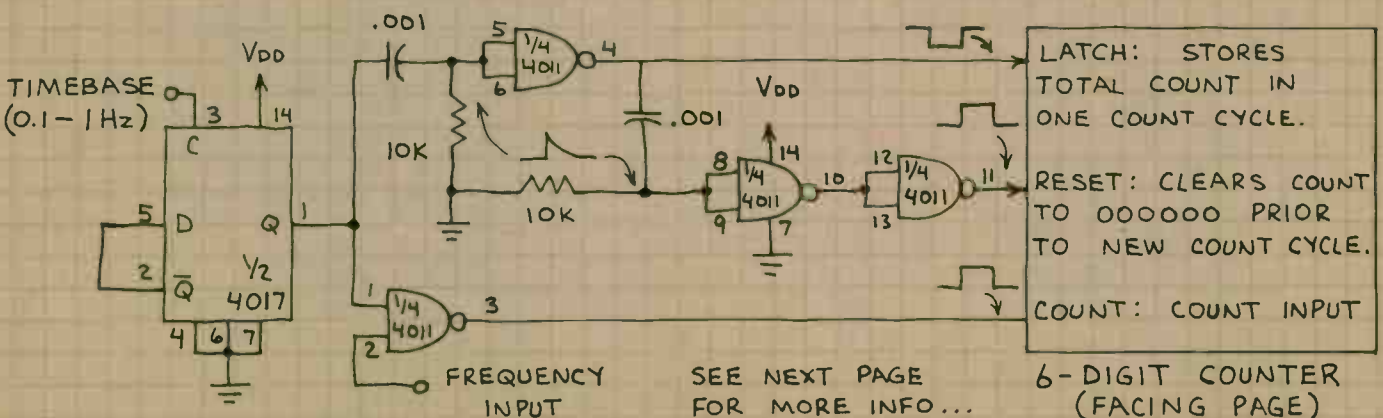 TIMEBASE
(0.1 - 1Hz)
VDD
3
14
C
5
D
Q
1
2
Q̅
1/2
4017
4
6
7
.001
10K
5
6
1/4
4011
4
.001
10K
VDD
8
9
1/4
4011
14
7
10
12
13
1/4
4011
11
1
2
1/4
4011
3
FREQUENCY
INPUT
SEE NEXT PAGE
FOR MORE INFO...
LATCH: STORES
TOTAL COUNT IN
ONE COUNT CYCLE.
RESET: CLEARS COUNT
TO 000000 PRIOR
TO NEW COUNT CYCLE.
COUNT: COUNT INPUT
6-DIGIT COUNTER
(FACING PAGE)